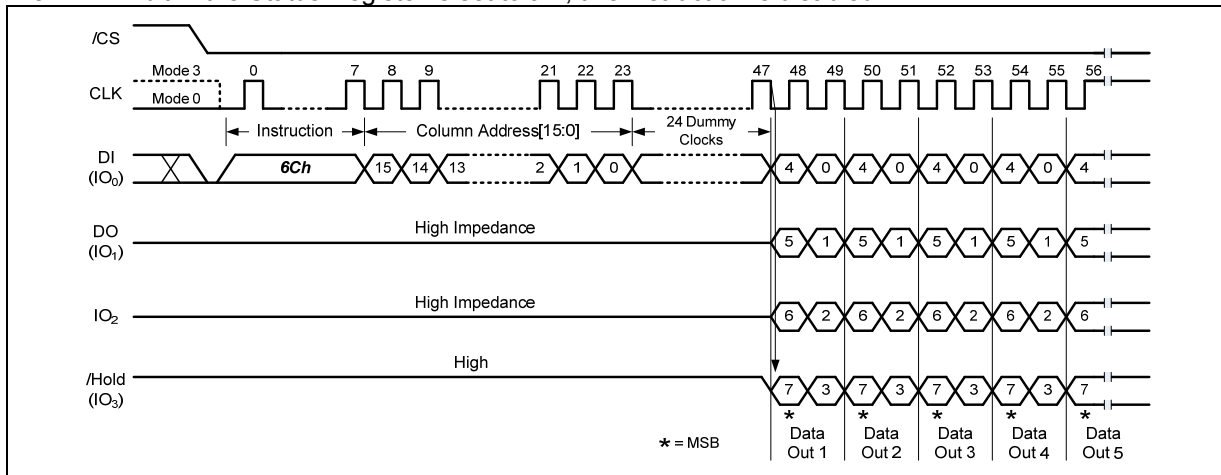 /CS
Mode 3 0 7 8 9 21 22 23 47 48 49 50 51 52 53 54 55 56
CLK
Mode 0
Instruction Column Address[15:0] 24 Dummy
Clocks
DI
(IO0) 6Ch 15 14 13 2 1 0 4 0 4 0 4 0 4 0 4
DO
(IO1) High Impedance 5 1 5 1 5 1 5 1 5
IO2 High Impedance 6 2 6 2 6 2 6 2 6
High
/Hold
(IO3) 7 3 7 3 7 3 7 3 7
* * * * *
* = MSB
Data Data Data Data Data
Out 1 Out 2 Out 3 Out 4 Out 5